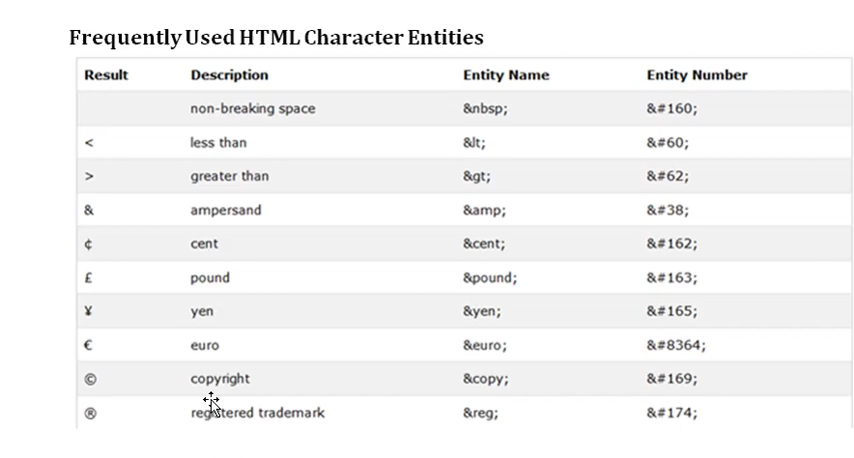 Frequently Used HTML Character Entities
Result Description Entity Name Entity Number
non-breaking space &nbsp; &#160;
< less than &lt; &#60;
> greater than &gt; &#62;
& ampersand &amp; &#38;
¢ cent &cent; &#162;
£ pound &pound; &#163;
¥ yen &yen; &#165;
€ euro &euro; &#8364;
© copyright &copy; &#169;
® registered trademark &reg; &#174;